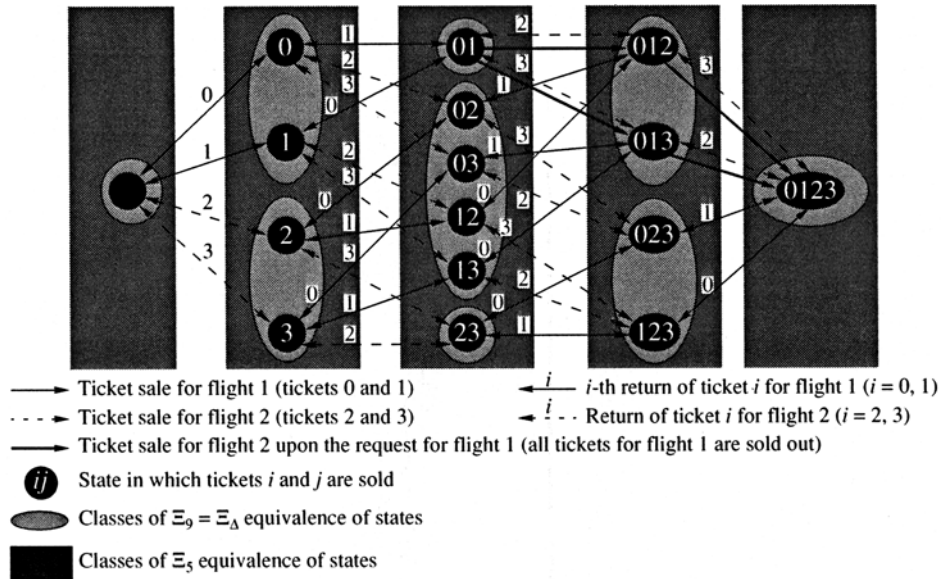 0 1 01 2 012
2 3 3
3 1
0 0 02
1 2 03 1 3 013 2
1 3 0
2 0 12 2 0123
2 1 3 023 1
3 3 0 13
0 1 0 2 0
3 2 23 1 123
Ticket sale for flight 1 (tickets 0 and 1)
i i-th return of ticket i for flight 1 (i = 0, 1)
Ticket sale for flight 2 (tickets 2 and 3)
i Return of ticket i for flight 2 (i = 2, 3)
Ticket sale for flight 2 upon the request for flight 1 (all tickets for flight 1 are sold out)
ij State in which tickets i and j are sold
Classes of Ξ₉ = Ξ_Δ equivalence of states
Classes of Ξ₅ equivalence of states